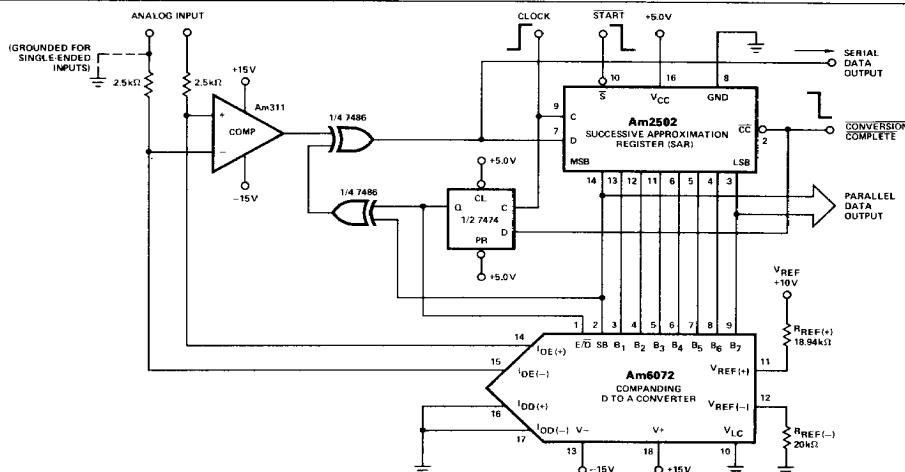 ANALOG INPUT
CLOCK
START
+5.0V
(GROUNDED FOR
SINGLE-ENDED
INPUTS)
2.5kΩ
2.5kΩ
+15V
Am311
COMP
+
−
−15V
1/4 7486
1/4 7486
10
16
8
S
VCC
GND
9
C
7
D
Am2502
SUCCESSIVE APPROXIMATION
REGISTER (SAR)
CC
2
MSB
LSB
14 13 12 11 6 5 4 3
SERIAL
DATA
OUTPUT
CONVERSION
COMPLETE
PARALLEL
DATA
OUTPUT
+5.0V
CL
Q
C
1/2 7474
D
PR
+5.0V
VREF
+10V
RREF(+)
18.94kΩ
1 2 3 4 5 6 7 8 9
E/D SB B1 B2 B3 B4 B5 B6 B7
14
IOE(+)
15
IOE(−)
16
IOD(+)
17
IOD(−)
Am6072
COMPANDING
D TO A CONVERTER
VREF(+)
11
VREF(−)
12
RREF(−)
20kΩ
V−
V+
VLC
13
18
10
−15V
+15V